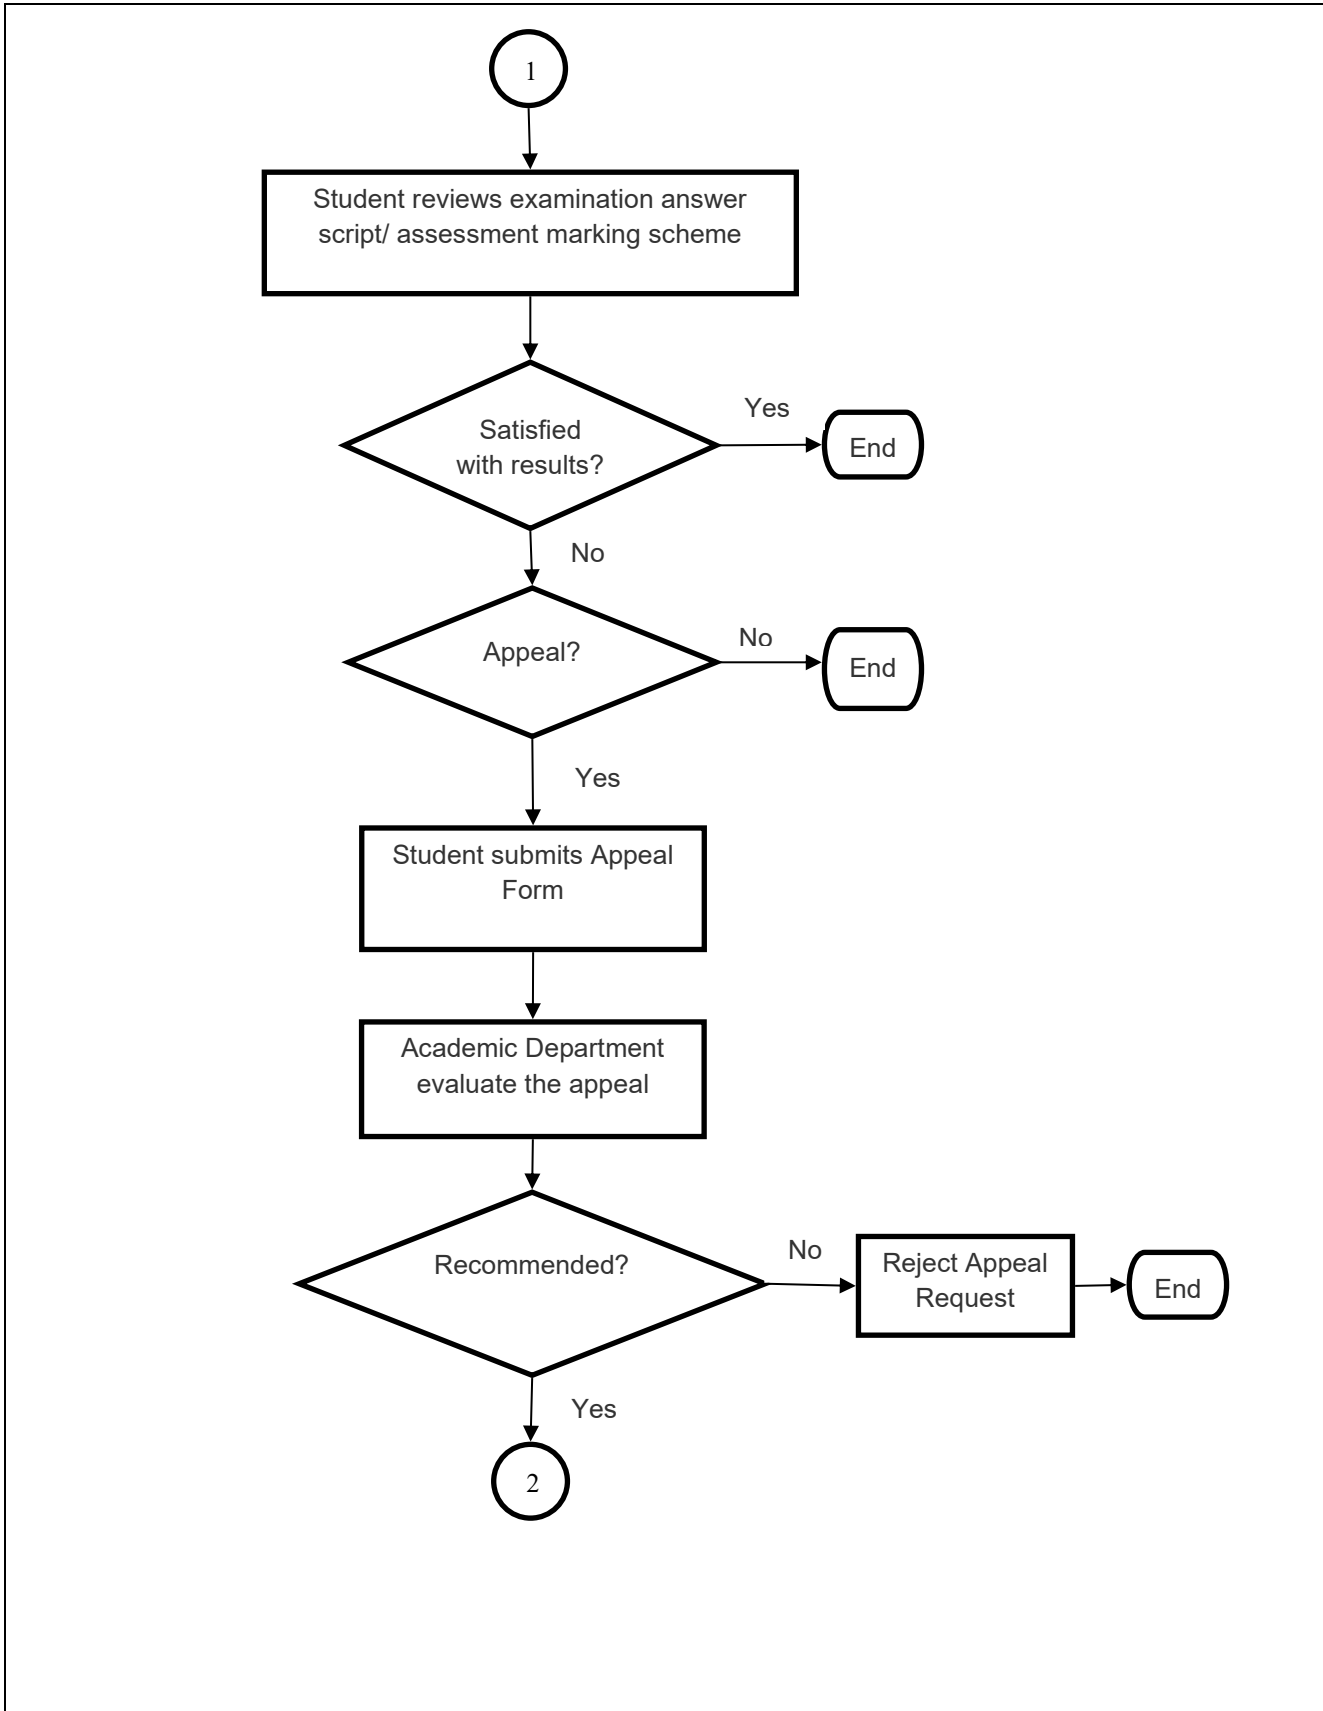 1
Student reviews examination answer
script/ assessment marking scheme
Satisfied
with results?
Yes
End
No
Appeal?
No
End
Yes
Student submits Appeal
Form
Academic Department
evaluate the appeal
Recommended?
No
Reject Appeal
Request
End
Yes
2